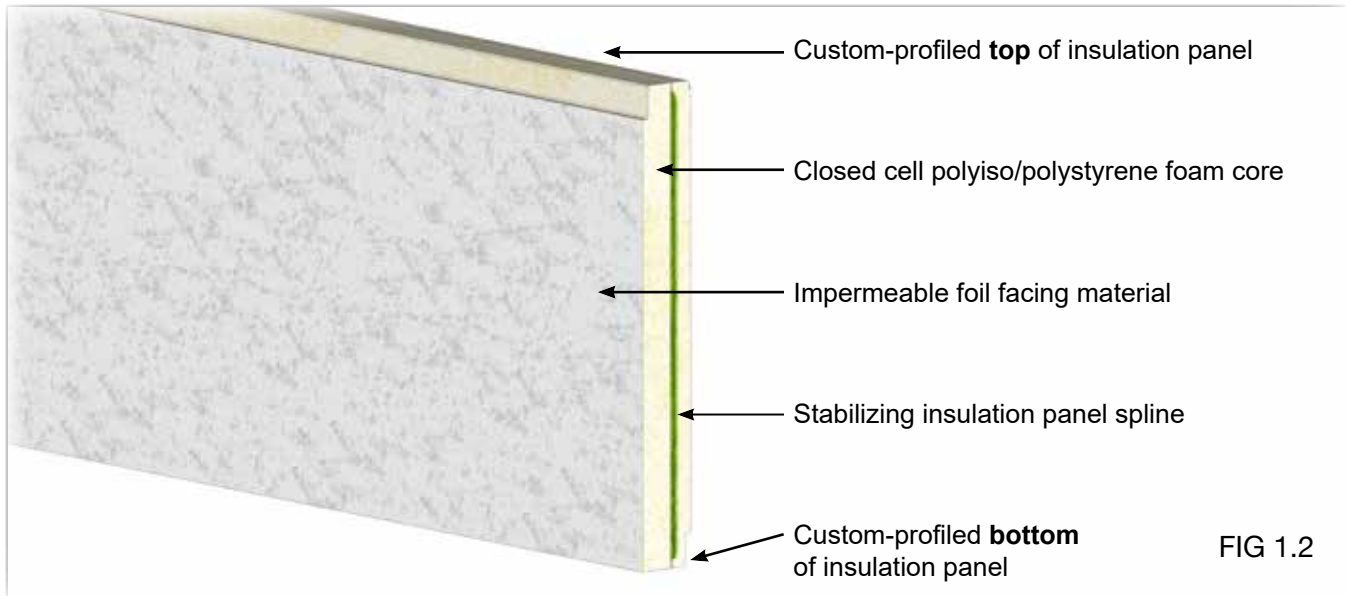 Custom-profiled top of insulation panel
Closed cell polyiso/polystyrene foam core
Impermeable foil facing material
Stabilizing insulation panel spline
Custom-profiled bottom
of insulation panel
FIG 1.2